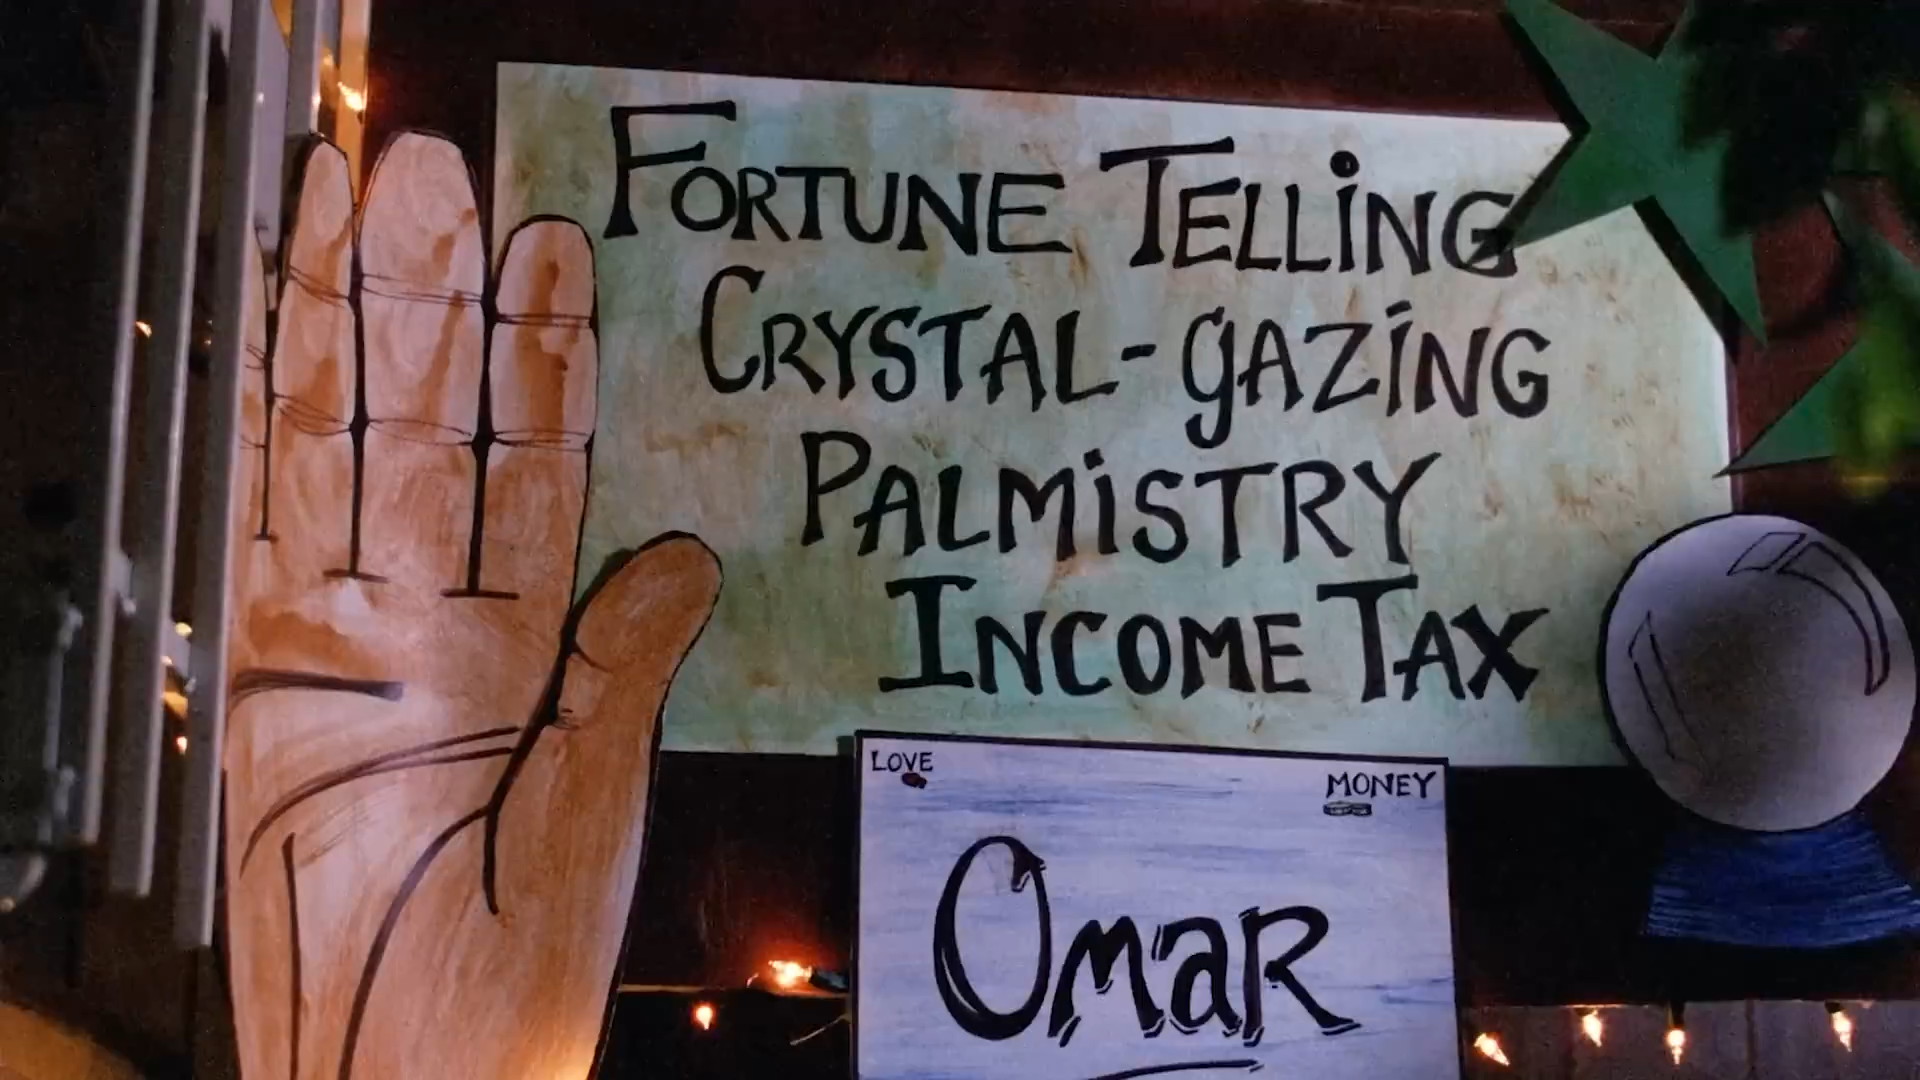 FORTUNE TELLING
CRYSTAL-GAZING
PALMISTRY
INCOME TAX
LOVE
MONEY
OMaR